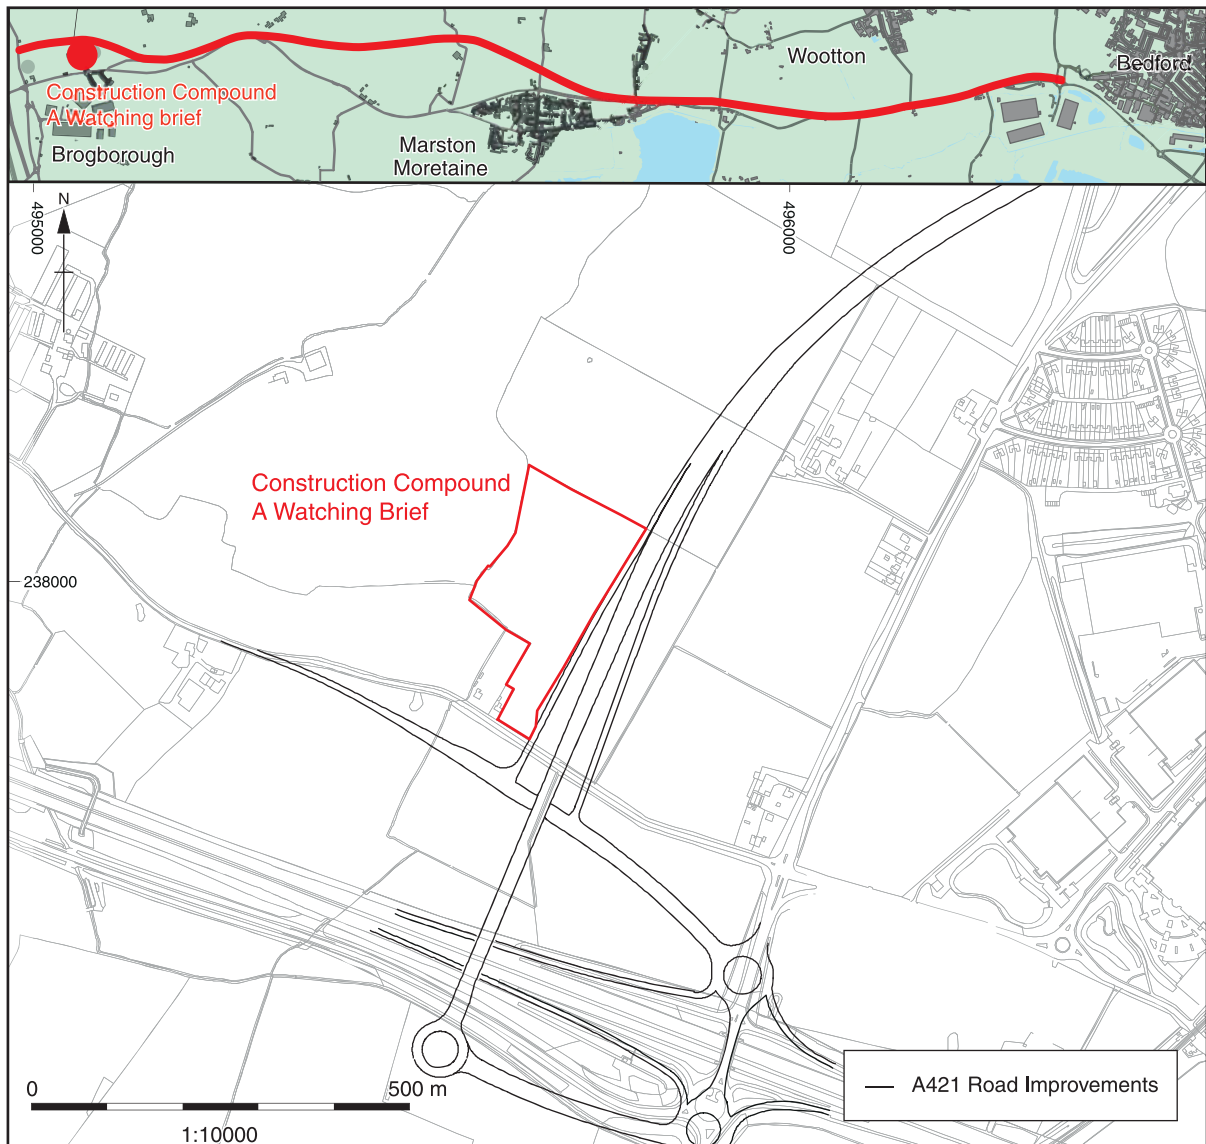 Wootton
Bedford
Construction Compound
A Watching brief
Brogborough
Marston
Moretaine
N
495000
496000
Construction Compound
A Watching Brief
238000
A421 Road Improvements
0
500 m
1:10000